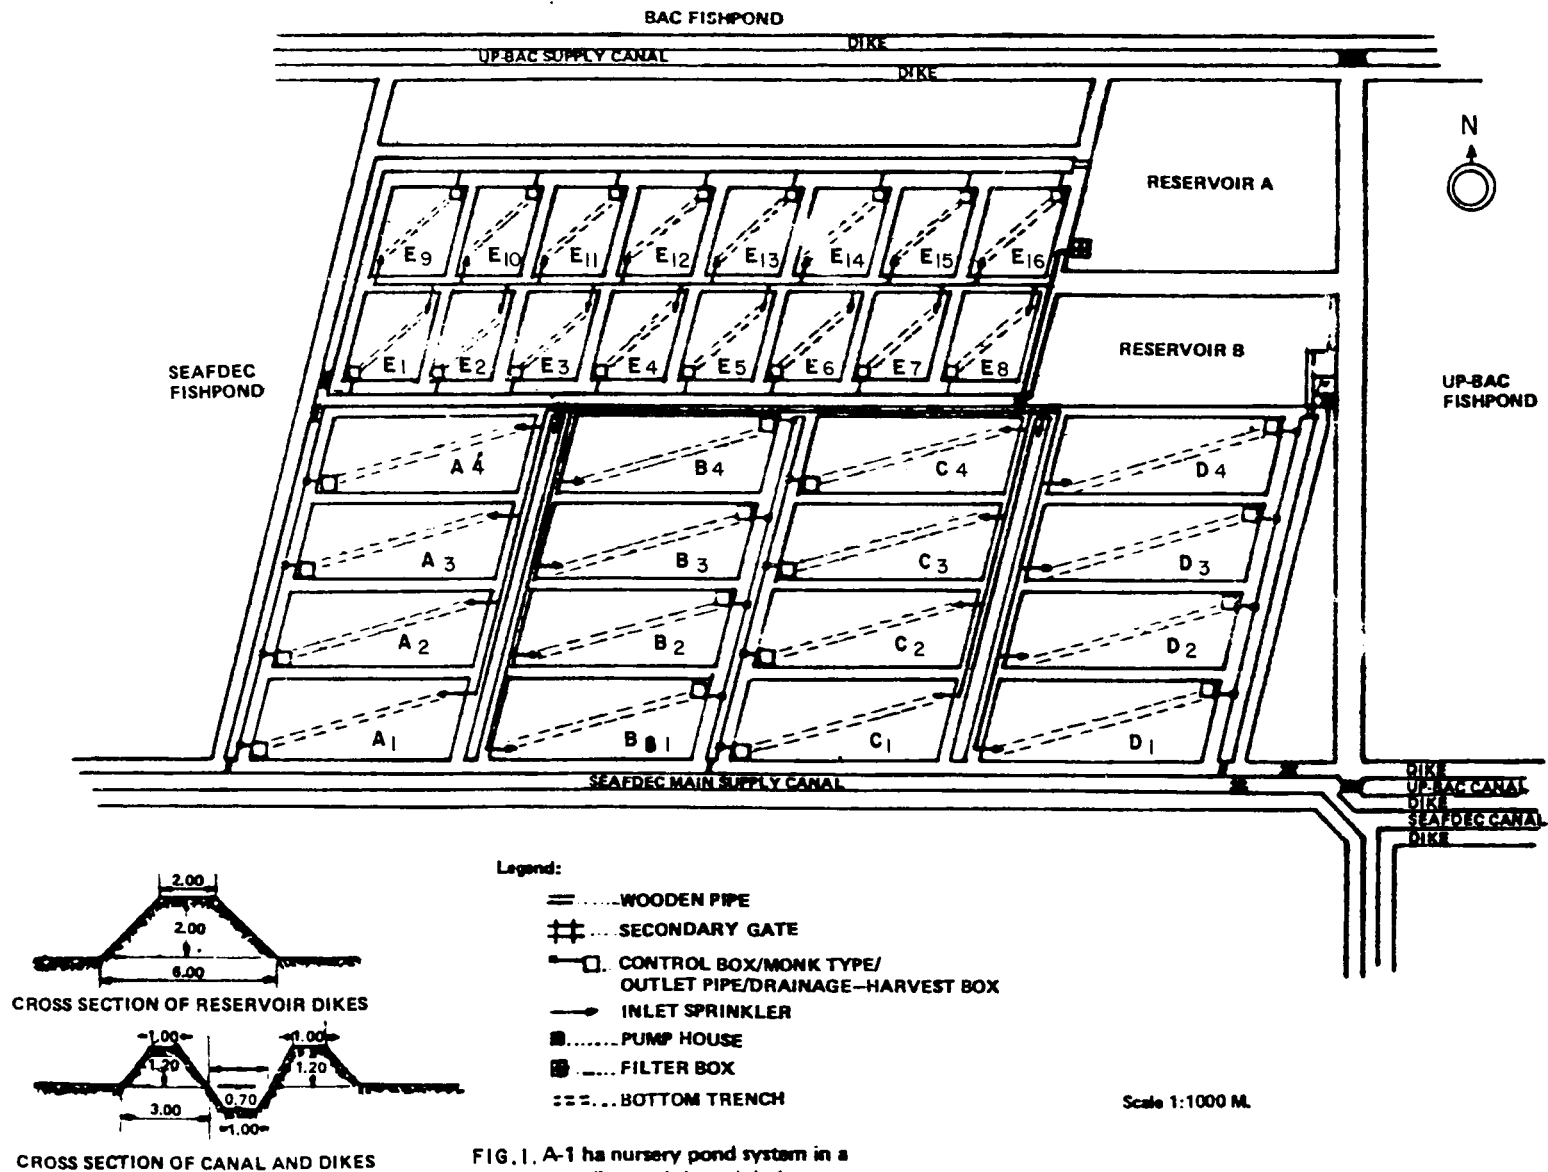 BAC FISHPOND
DIKE
UP-BAC SUPPLY CANAL
DIKE
N
RESERVOIR A
E9 E10 E11 E12 E13 E14 E15 E16
RESERVOIR B
E1 E2 E3 E4 E5 E6 E7 E8
SEAFDEC
FISHPOND
UP-BAC
FISHPOND
A4 B4 C4 D4
A3 B3 C3 D3
A2 B2 C2 D2
A1 B1 C1 D1
SEAFDEC MAIN SUPPLY CANAL
DIKE
UP-BAC CANAL
DIKE
SEAFDEC CANAL
DIKE
2.00
2.00
6.00
CROSS SECTION OF RESERVOIR DIKES
1.00 1.00
1.20 1.20
0.70
3.00
1.00
CROSS SECTION OF CANAL AND DIKES
Legend:
WOODEN PIPE
SECONDARY GATE
CONTROL BOX/MONK TYPE/
OUTLET PIPE/DRAINAGE–HARVEST BOX
INLET SPRINKLER
PUMP HOUSE
FILTER BOX
BOTTOM TRENCH
Scale 1:1000 M.
FIG.1. A-1 ha nursery pond system in a